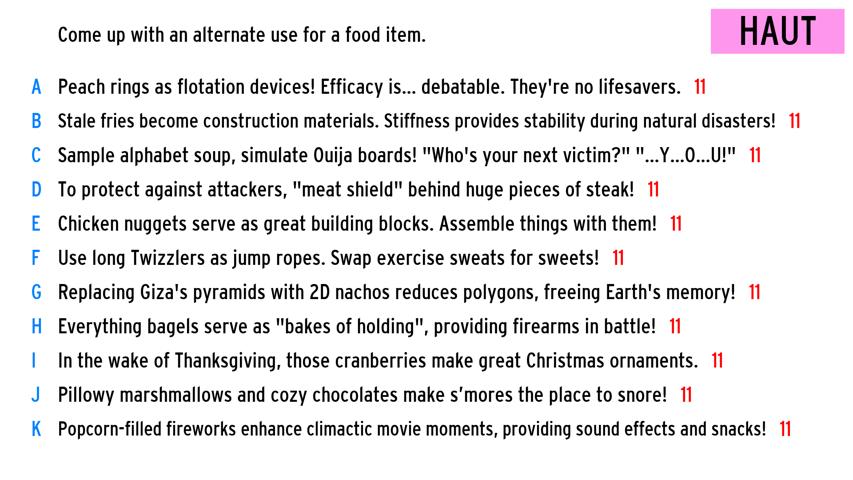 Come up with an alternate use for a food item.
HAUT
A Peach rings as flotation devices! Efficacy is... debatable. They're no lifesavers. 11
B Stale fries become construction materials. Stiffness provides stability during natural disasters! 11
C Sample alphabet soup, simulate Ouija boards! "Who's your next victim?" "...Y...O...U!" 11
D To protect against attackers, "meat shield" behind huge pieces of steak! 11
E Chicken nuggets serve as great building blocks. Assemble things with them! 11
F Use long Twizzlers as jump ropes. Swap exercise sweats for sweets! 11
G Replacing Giza's pyramids with 2D nachos reduces polygons, freeing Earth's memory! 11
H Everything bagels serve as "bakes of holding", providing firearms in battle! 11
I In the wake of Thanksgiving, those cranberries make great Christmas ornaments. 11
J Pillowy marshmallows and cozy chocolates make s’mores the place to snore! 11
K Popcorn-filled fireworks enhance climactic movie moments, providing sound effects and snacks! 11